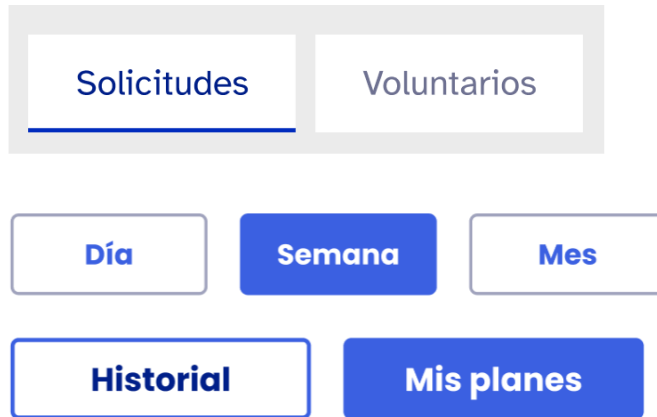 Solicitudes Voluntarios
Día Semana Mes
Historial Mis planes